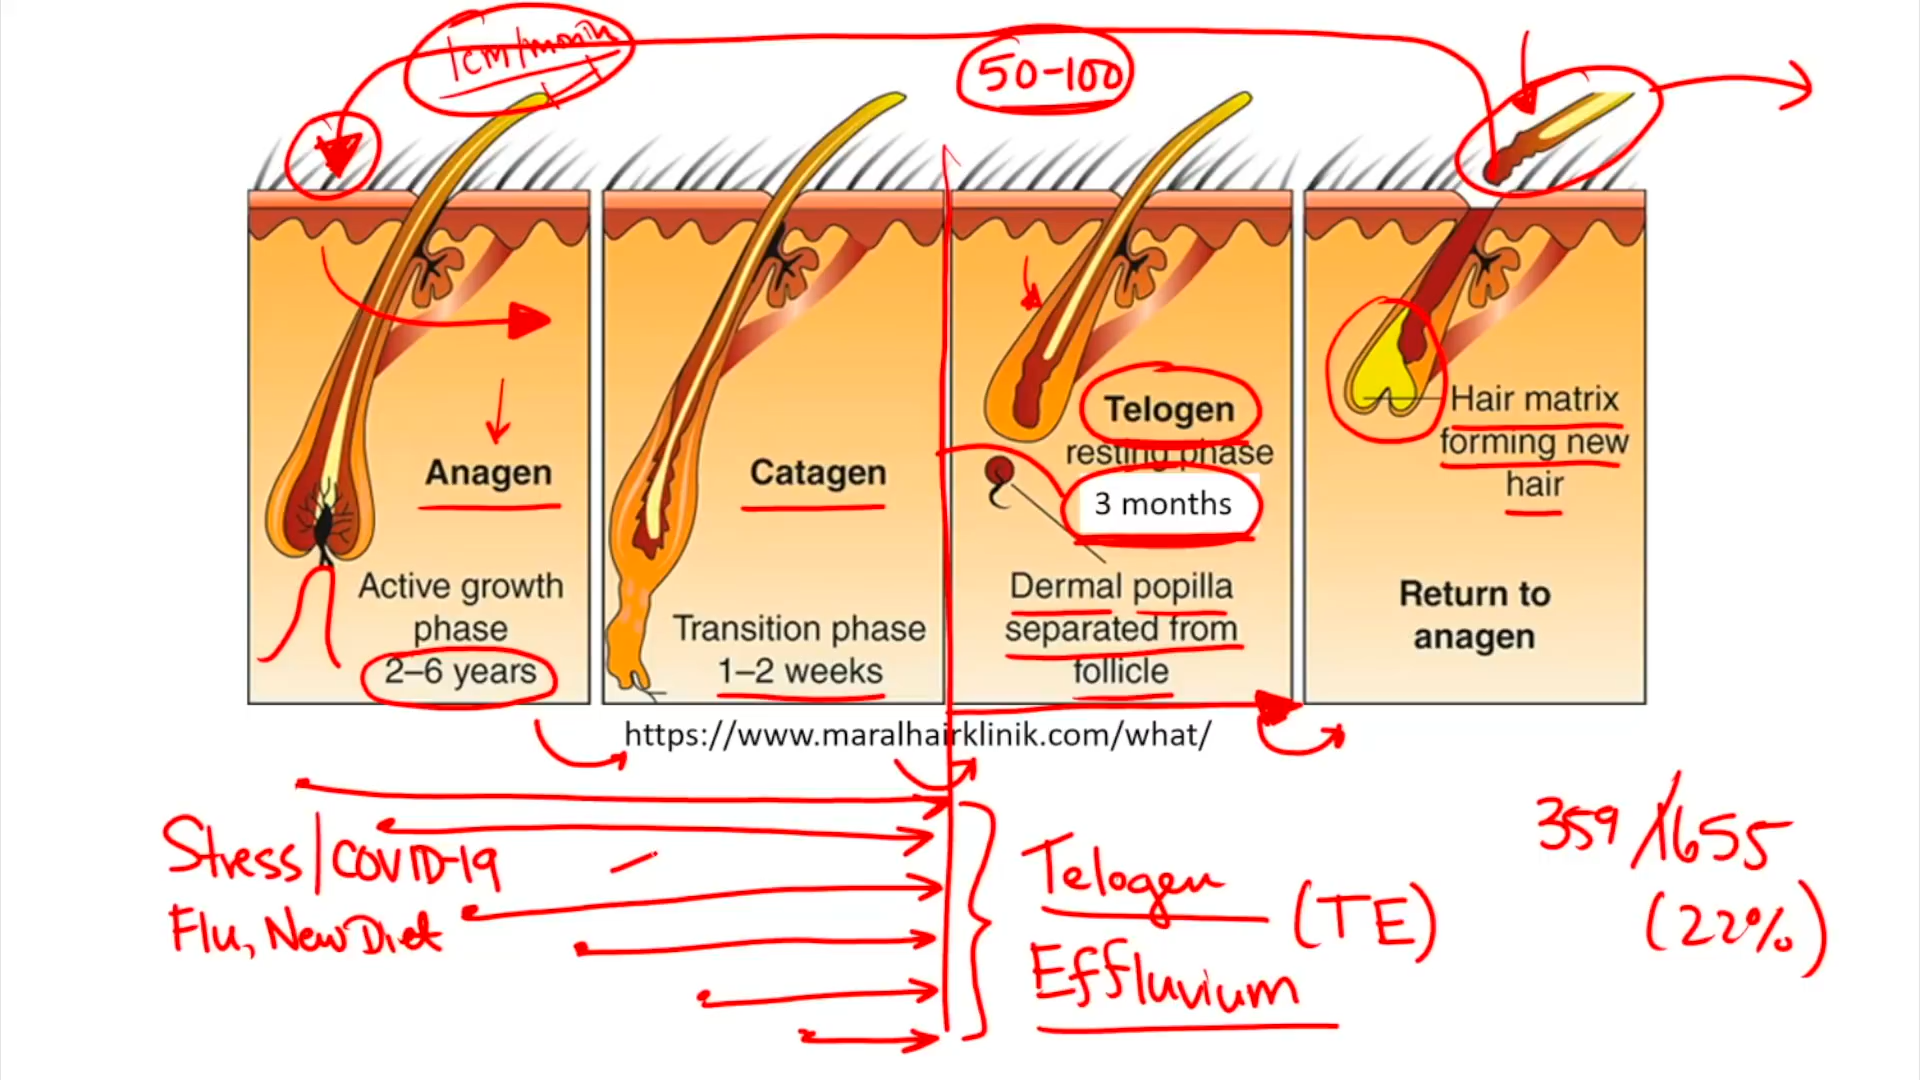 1cm/month
50-100
Anagen
Active growth
phase
2–6 years
Catagen
Transition phase
1–2 weeks
Telogen
resting phase
3 months
Dermal popilla
separated from
follicle
Hair matrix
forming new
hair
Return to
anagen
https://www.maralhairklinik.com/what/
Stress/COVID-19
Flu, New Diet
Telogen
Effluvium
(TE)
359/1655
(22%)